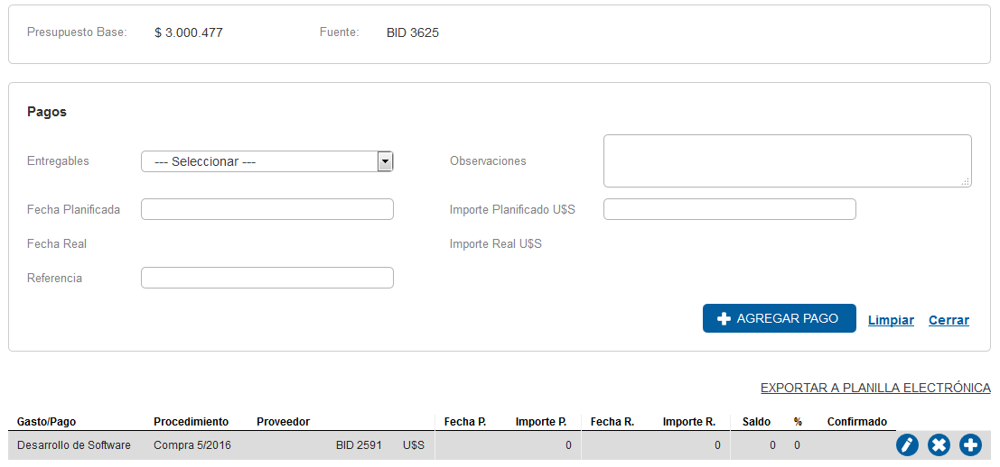 Presupuesto Base: $ 3.000.477 Fuente: BID 3625
Pagos
Entregables --- Seleccionar --- Observaciones
Fecha Planificada Importe Planificado U$S
Fecha Real Importe Real U$S
Referencia
AGREGAR PAGO Limpiar Cerrar
EXPORTAR A PLANILLA ELECTRÓNICA
Gasto/Pago Procedimiento Proveedor Fecha P. Importe P. Fecha R. Importe R. Saldo % Confirmado
Desarrollo de Software Compra 5/2016 BID 2591 U$S 0 0 0 0